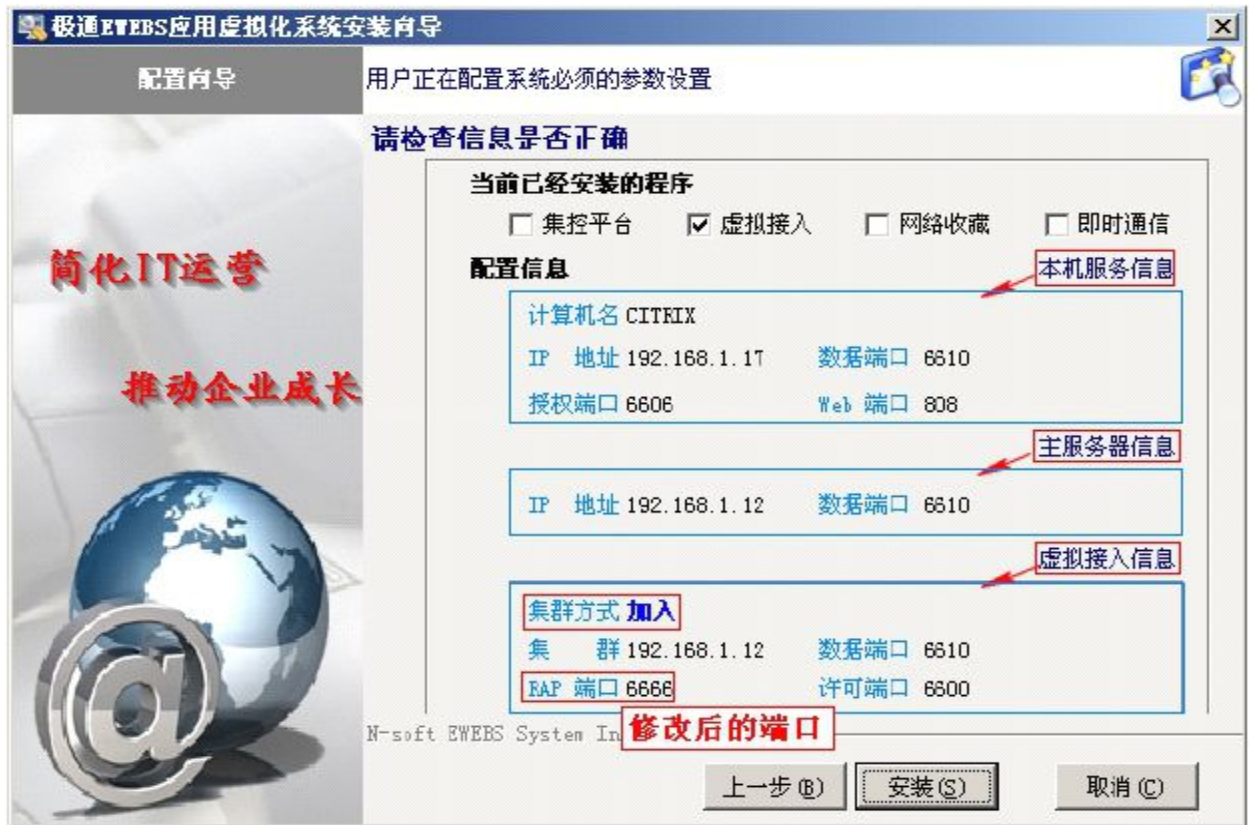 极通EWEBS应用虚拟化系统安装向导
配置向导
用户正在配置系统必须的参数设置
请检查信息是否正确
当前已经安装的程序
集控平台 虚拟接入 网络收藏 即时通信
简化IT运营
推动企业成长
配置信息
本机服务信息
计算机名 CITRIX
IP 地址 192.168.1.17 数据端口 6610
授权端口 6606 Web 端口 808
主服务器信息
IP 地址 192.168.1.12 数据端口 6610
虚拟接入信息
集群方式 加入
集 群 192.168.1.12 数据端口 6610
RAP 端口 6666 许可端口 6600
修改后的端口
N-soft EWEBS System In
上一步(B) 安装(S) 取消(C)